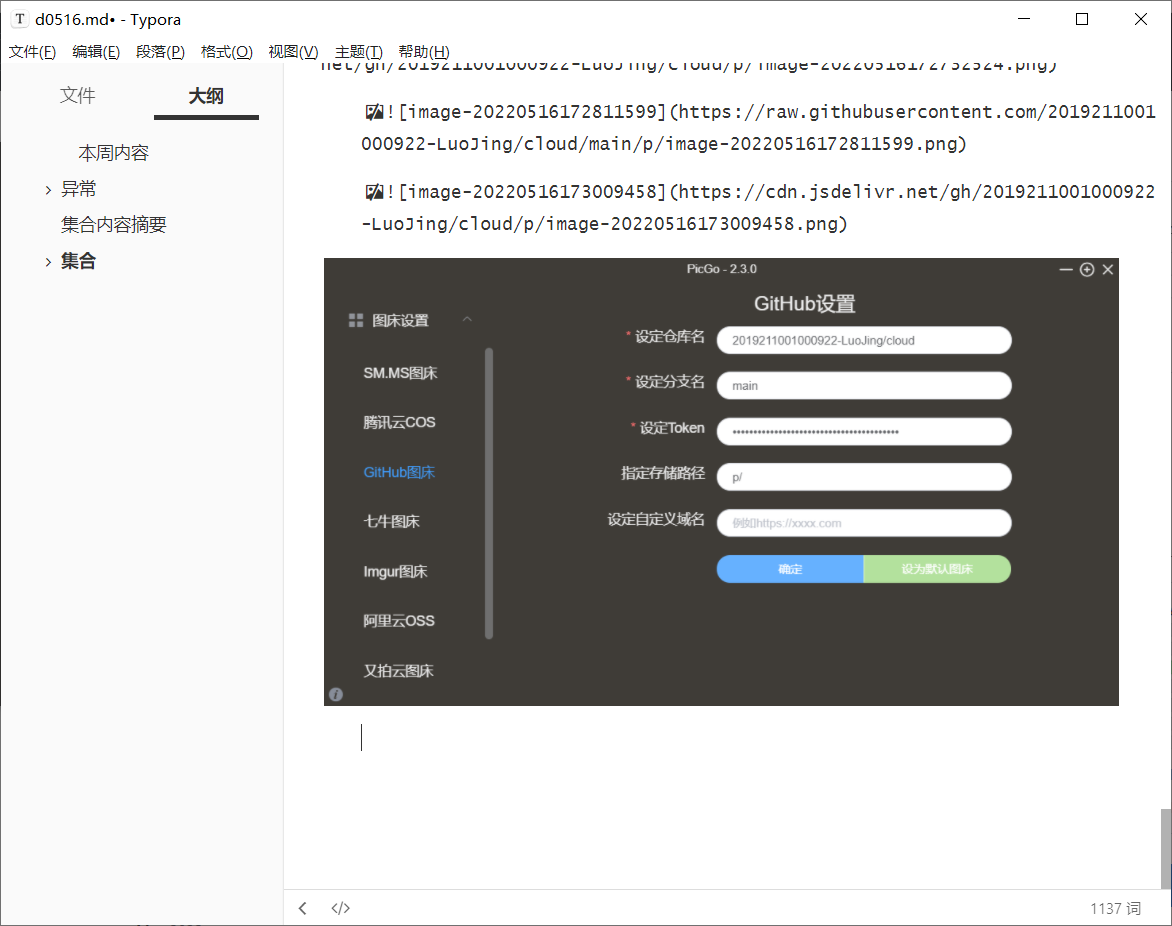 d0516.md• - Typora
文件(F) 编辑(E) 段落(P) 格式(O) 视图(V) 主题(T) 帮助(H)
文件 大纲
本周内容
异常
集合内容摘要
集合
net/gh/2019211001000922-LuoJing/cloud/p/image-20220516172732524.png)
![image-20220516172811599](https://raw.githubusercontent.com/2019211001
000922-LuoJing/cloud/main/p/image-20220516172811599.png)
![image-20220516173009458](https://cdn.jsdelivr.net/gh/2019211001000922
-LuoJing/cloud/p/image-20220516173009458.png)
PicGo - 2.3.0
图床设置
SM.MS图床
腾讯云COS
GitHub图床
七牛图床
Imgur图床
阿里云OSS
又拍云图床
GitHub设置
* 设定仓库名 2019211001000922-LuoJing/cloud
* 设定分支名 main
* 设定Token ••••••••••••••••••••••••••••••••••••••••
指定存储路径 p/
设定自定义域名 例如https://xxxx.com
确定 设为默认图床
1137 词